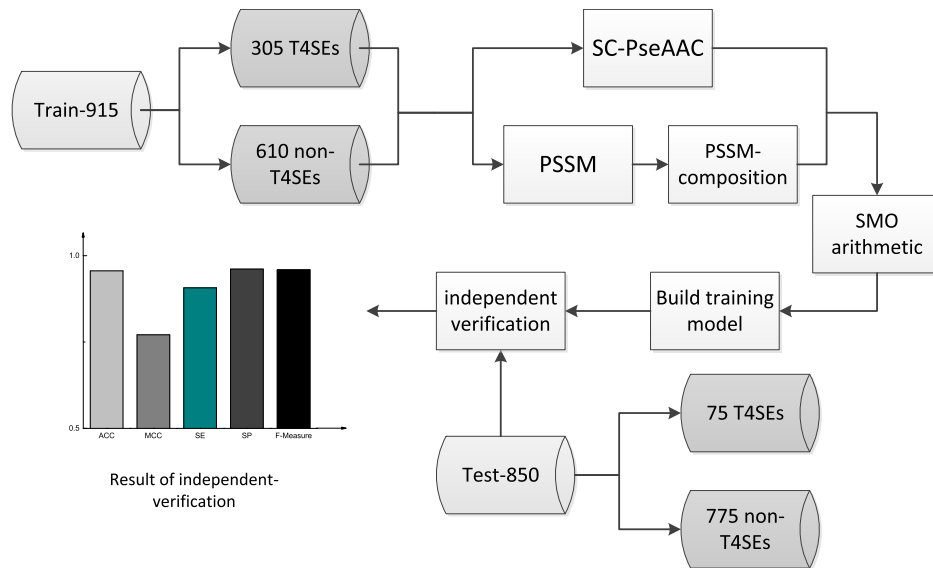 Train-915
305 T4SEs
610 non-
T4SEs
SC-PseAAC
PSSM
PSSM-
composition
SMO
arithmetic
Build training
model
independent
verification
Test-850
75 T4SEs
775 non-
T4SEs
1.0
0.5
ACC
MCC
SE
SP
F-Measure
Result of independent-
verification